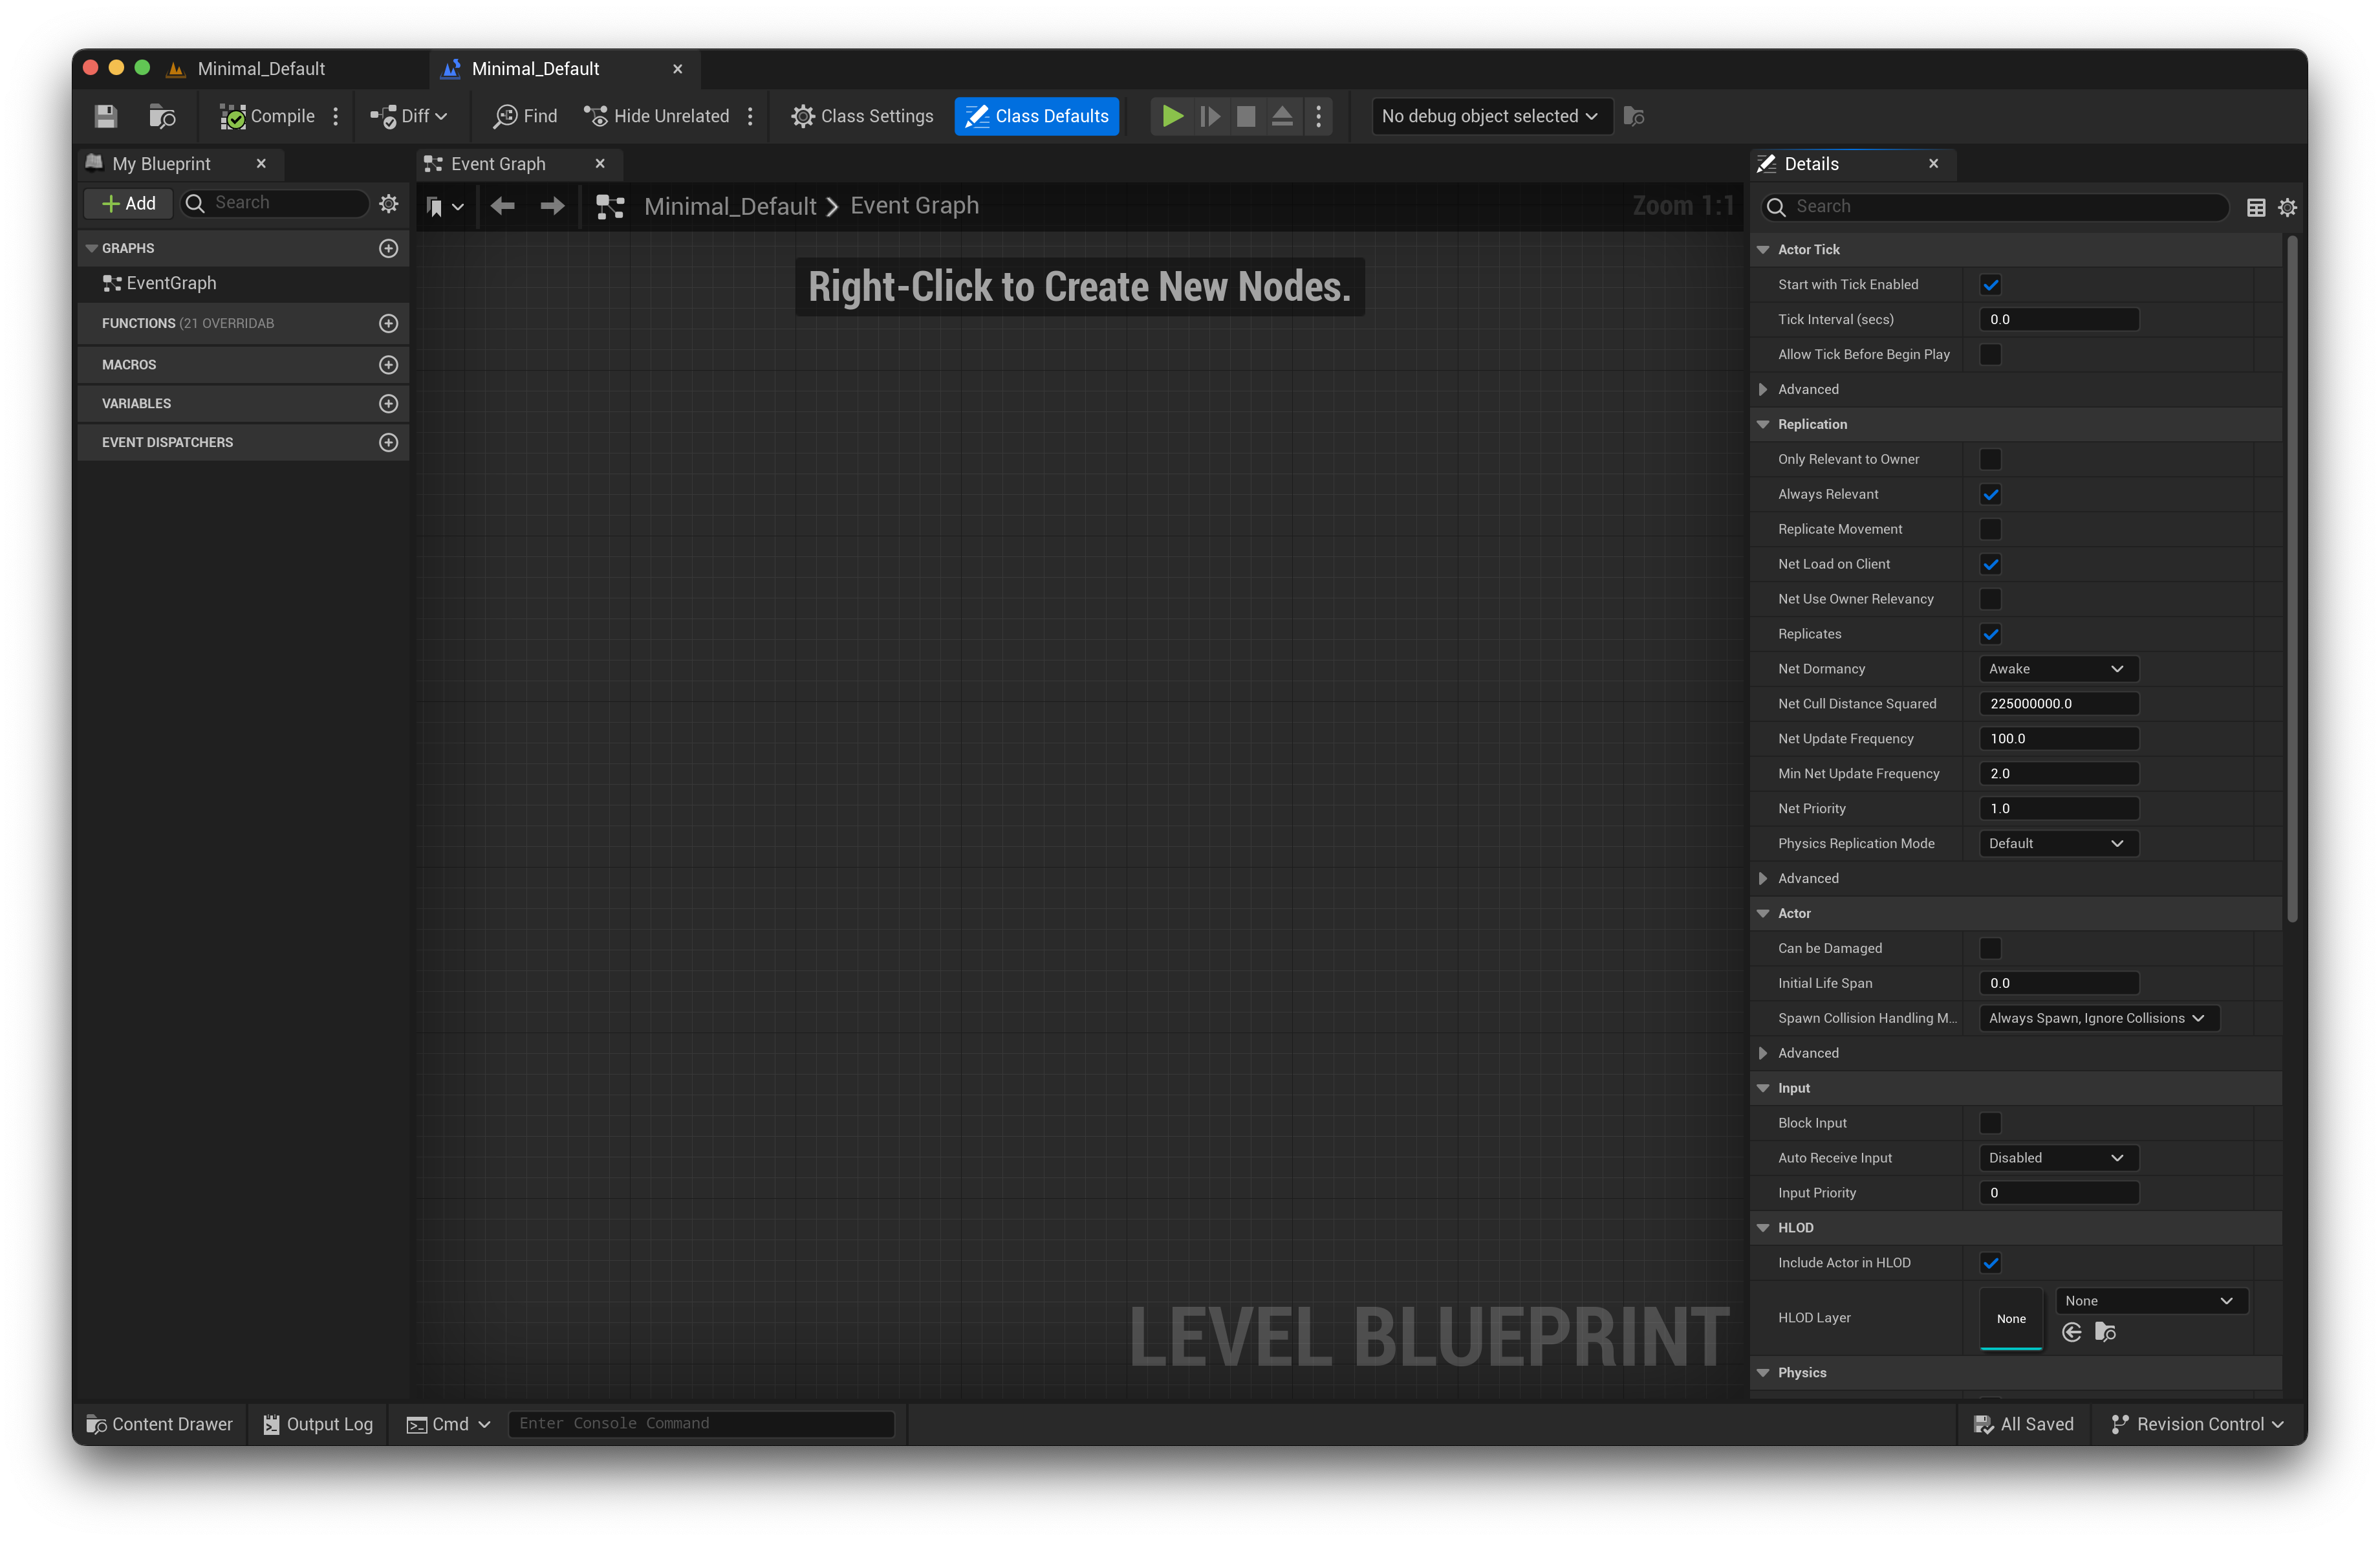 Minimal_Default
Minimal_Default
Compile
Diff
Find
Hide Unrelated
Class Settings
Class Defaults
No debug object selected
My Blueprint
Add
Search
GRAPHS
EventGraph
FUNCTIONS (21 OVERRIDAB
MACROS
VARIABLES
EVENT DISPATCHERS
Event Graph
Minimal_Default > Event Graph
Zoom 1:1
Right-Click to Create New Nodes.
LEVEL BLUEPRINT
Details
Search
Actor Tick
Start with Tick Enabled
Tick Interval (secs) 0.0
Allow Tick Before Begin Play
Advanced
Replication
Only Relevant to Owner
Always Relevant
Replicate Movement
Net Load on Client
Net Use Owner Relevancy
Replicates
Net Dormancy Awake
Net Cull Distance Squared 225000000.0
Net Update Frequency 100.0
Min Net Update Frequency 2.0
Net Priority 1.0
Physics Replication Mode Default
Advanced
Actor
Can be Damaged
Initial Life Span 0.0
Spawn Collision Handling M... Always Spawn, Ignore Collisions
Advanced
Input
Block Input
Auto Receive Input Disabled
Input Priority 0
HLOD
Include Actor in HLOD
HLOD Layer None None
Physics
Content Drawer
Output Log
Cmd
Enter Console Command
All Saved
Revision Control